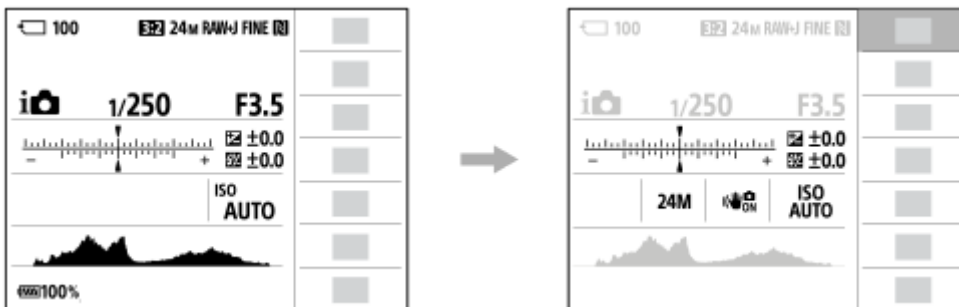 100 3:2 24M RAW+J FINE N
i 1/250 F3.5
±0.0
- + ±0.0
ISO
AUTO
100%
100 3:2 24M RAW+J FINE N
i 1/250 F3.5
±0.0
- + ±0.0
24M ON ISO
AUTO